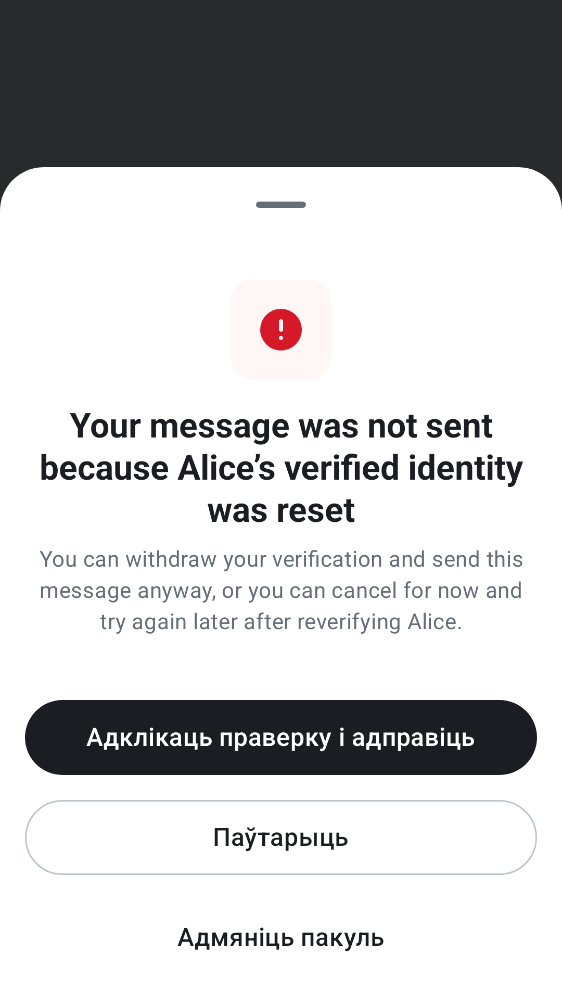 Your message was not sent
because Alice’s verified identity
was reset
You can withdraw your verification and send this
message anyway, or you can cancel for now and
try again later after reverifying Alice.
Адклікаць праверку і адправіць
Паўтарыць
Адмяніць пакуль